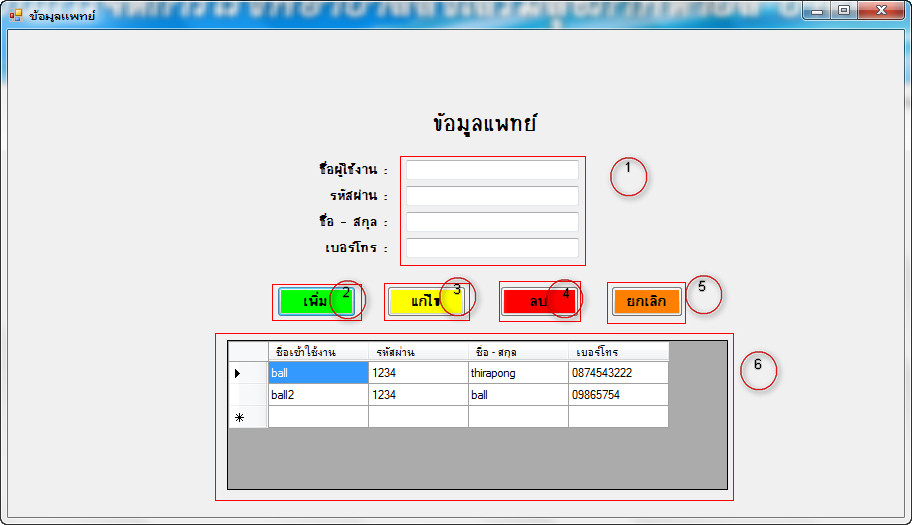 ข้อมูลแพทย์
ข้อมูลแพทย์
ชื่อผู้ใช้งาน :
1
รหัสผ่าน :
ชื่อ - สกุล :
เบอร์โทร :
เพิ่ม 2 แก้ไข 3 ลบ 4 ยกเลิก 5
ชื่อเข้าใช้งาน รหัสผ่าน ชื่อ - สกุล เบอร์โทร
6
ball 1234 thirapong 0874543222
ball2 1234 ball 09865754